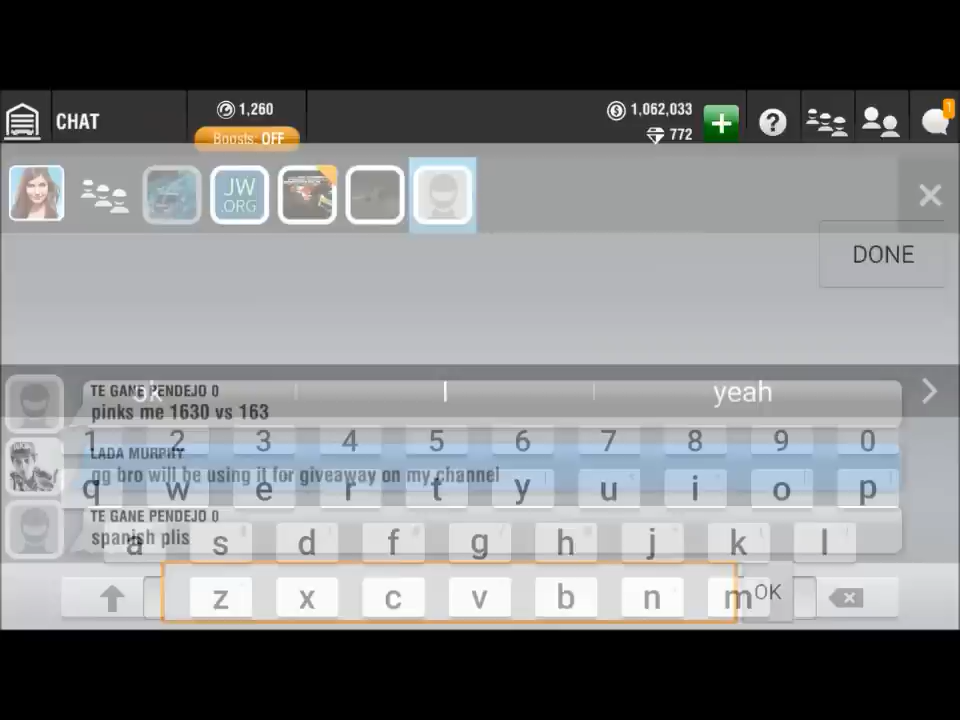 CHAT
1,260
Boosts: OFF
1,062,033
772
+
?
1
JW
.ORG
DONE
TE GANE PENDEJO 0
pinks me 1630 vs 163
ok
I
yeah
1 2 3 4 5 6 7 8 9 0
LADA MURPHY
gg bro will be using it for giveaway on my channel
q w e r t y u i o p
TE GANE PENDEJO 0
spanish plis
a s d f g h j k l
z x c v b n m
OK